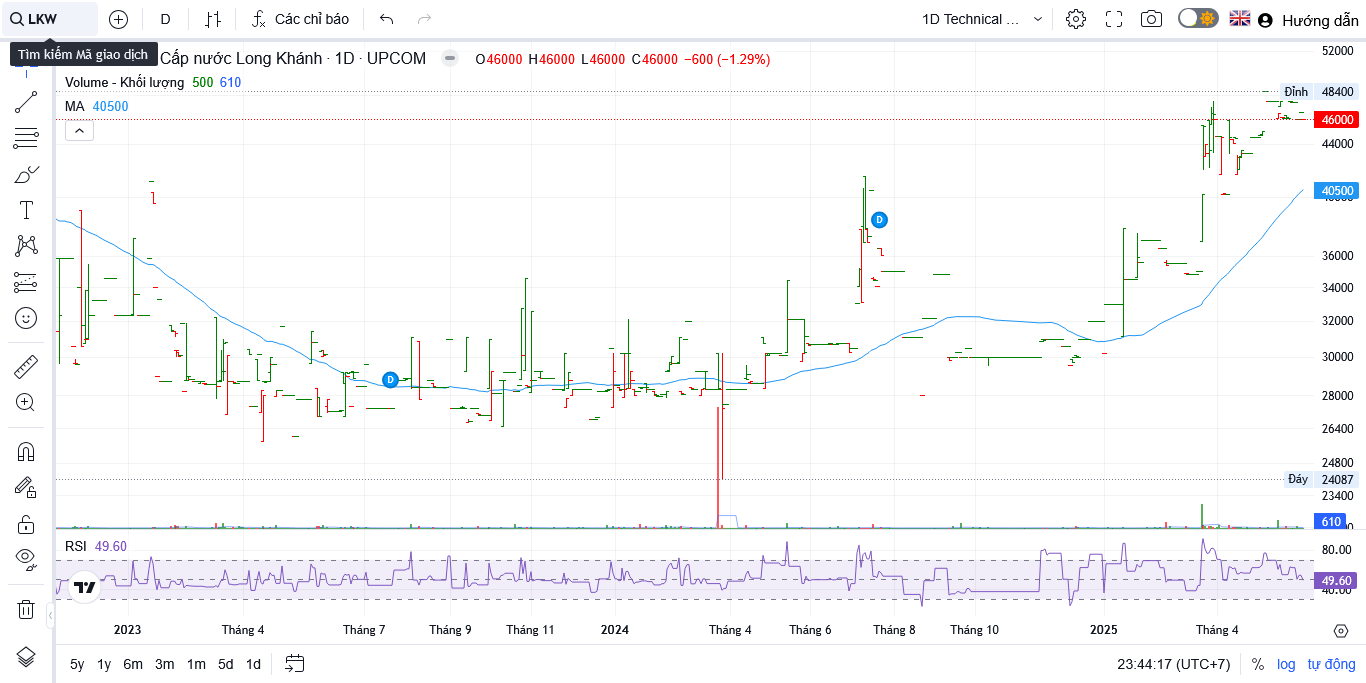 LKW
D
Các chỉ báo
1D Technical ...
Hướng dẫn
Tìm kiếm Mã giao dịch
Cấp nước Long Khánh · 1D · UPCOM O46000 H46000 L46000 C46000 −600 (−1.29%)
Volume - Khối lượng 500 610
MA 40500
52000
Đỉnh 48400
46000
44000
40500
D
36000
34000
32000
30000
D
28000
26400
24800
Đáy 24087
23400
610
RSI 49.60
80.00
49.60
40.00
2023 Tháng 4 Tháng 7 Tháng 9 Tháng 11 2024 Tháng 4 Tháng 6 Tháng 8 Tháng 10 2025 Tháng 4
5y 1y 6m 3m 1m 5d 1d
23:44:17 (UTC+7) % log tự động